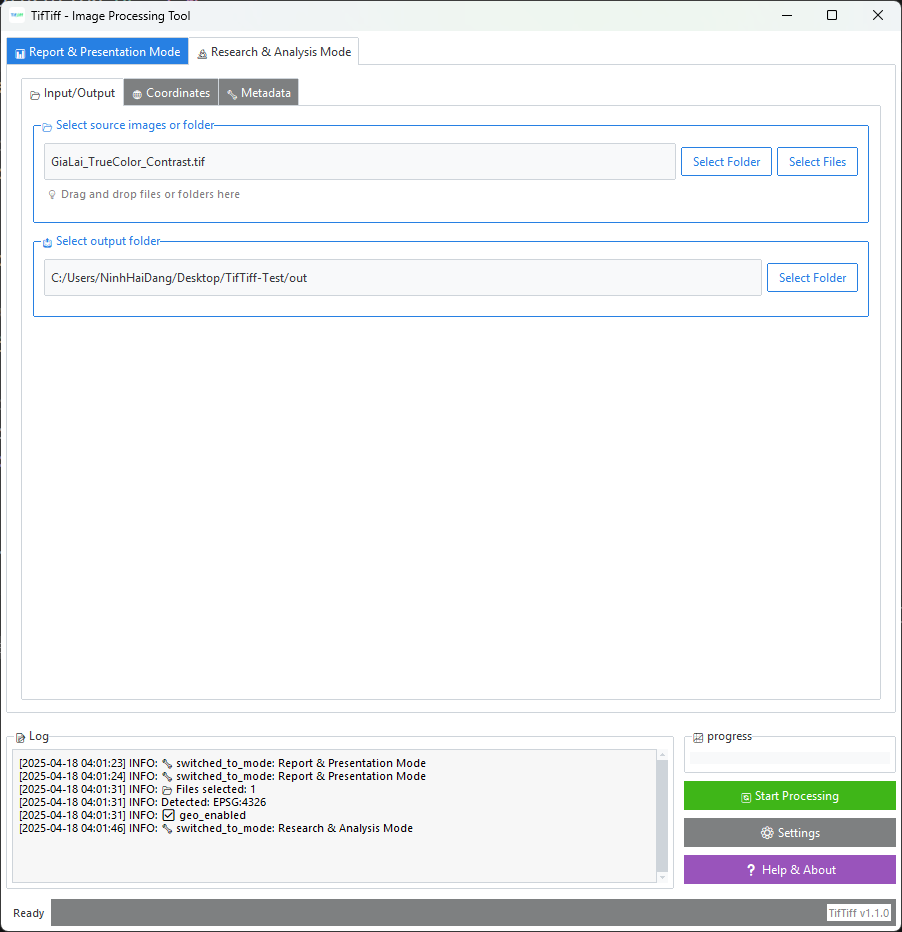 TifTiff - Image Processing Tool
Report & Presentation Mode
Research & Analysis Mode
Input/Output
Coordinates
Metadata
Select source images or folder
GiaLai_TrueColor_Contrast.tif
Select Folder
Select Files
Drag and drop files or folders here
Select output folder
C:/Users/NinhHaiDang/Desktop/TifTiff-Test/out
Select Folder
Log
[2025-04-18 04:01:23] INFO: switched_to_mode: Report & Presentation Mode
[2025-04-18 04:01:24] INFO: switched_to_mode: Report & Presentation Mode
[2025-04-18 04:01:31] INFO: Files selected: 1
[2025-04-18 04:01:31] INFO: Detected: EPSG:4326
[2025-04-18 04:01:31] INFO: geo_enabled
[2025-04-18 04:01:46] INFO: switched_to_mode: Research & Analysis Mode
progress
Start Processing
Settings
? Help & About
Ready
TifTiff v1.1.0